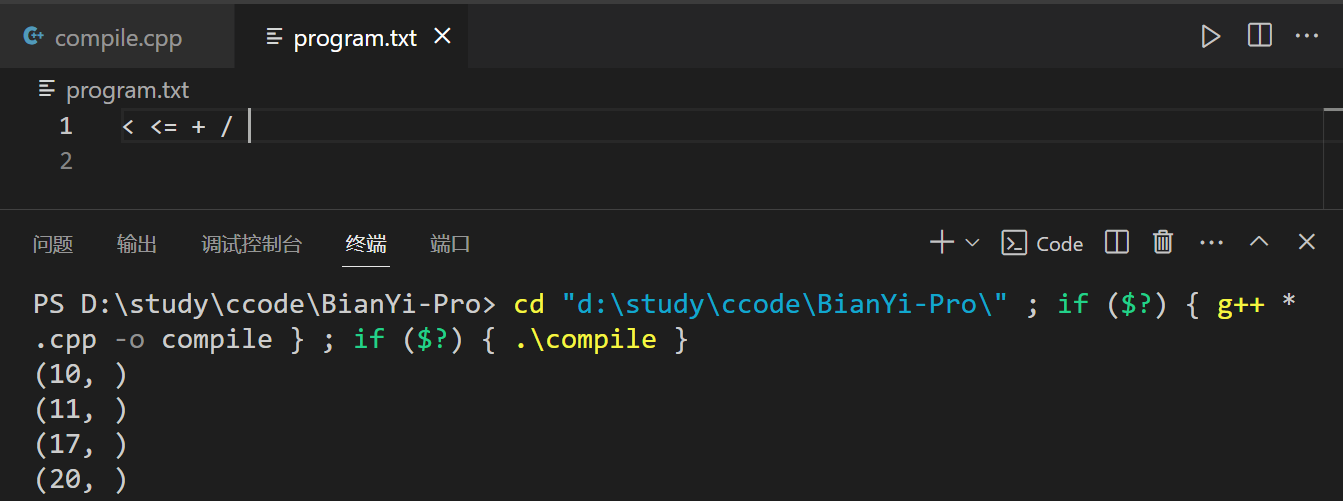 compile.cpp program.txt
program.txt
1 < <= + /
2
问题 输出 调试控制台 终端 端口 Code
PS D:\study\ccode\BianYi-Pro> cd "d:\study\ccode\BianYi-Pro\" ; if ($?) { g++ *
.cpp -o compile } ; if ($?) { .\compile }
(10, )
(11, )
(17, )
(20, )